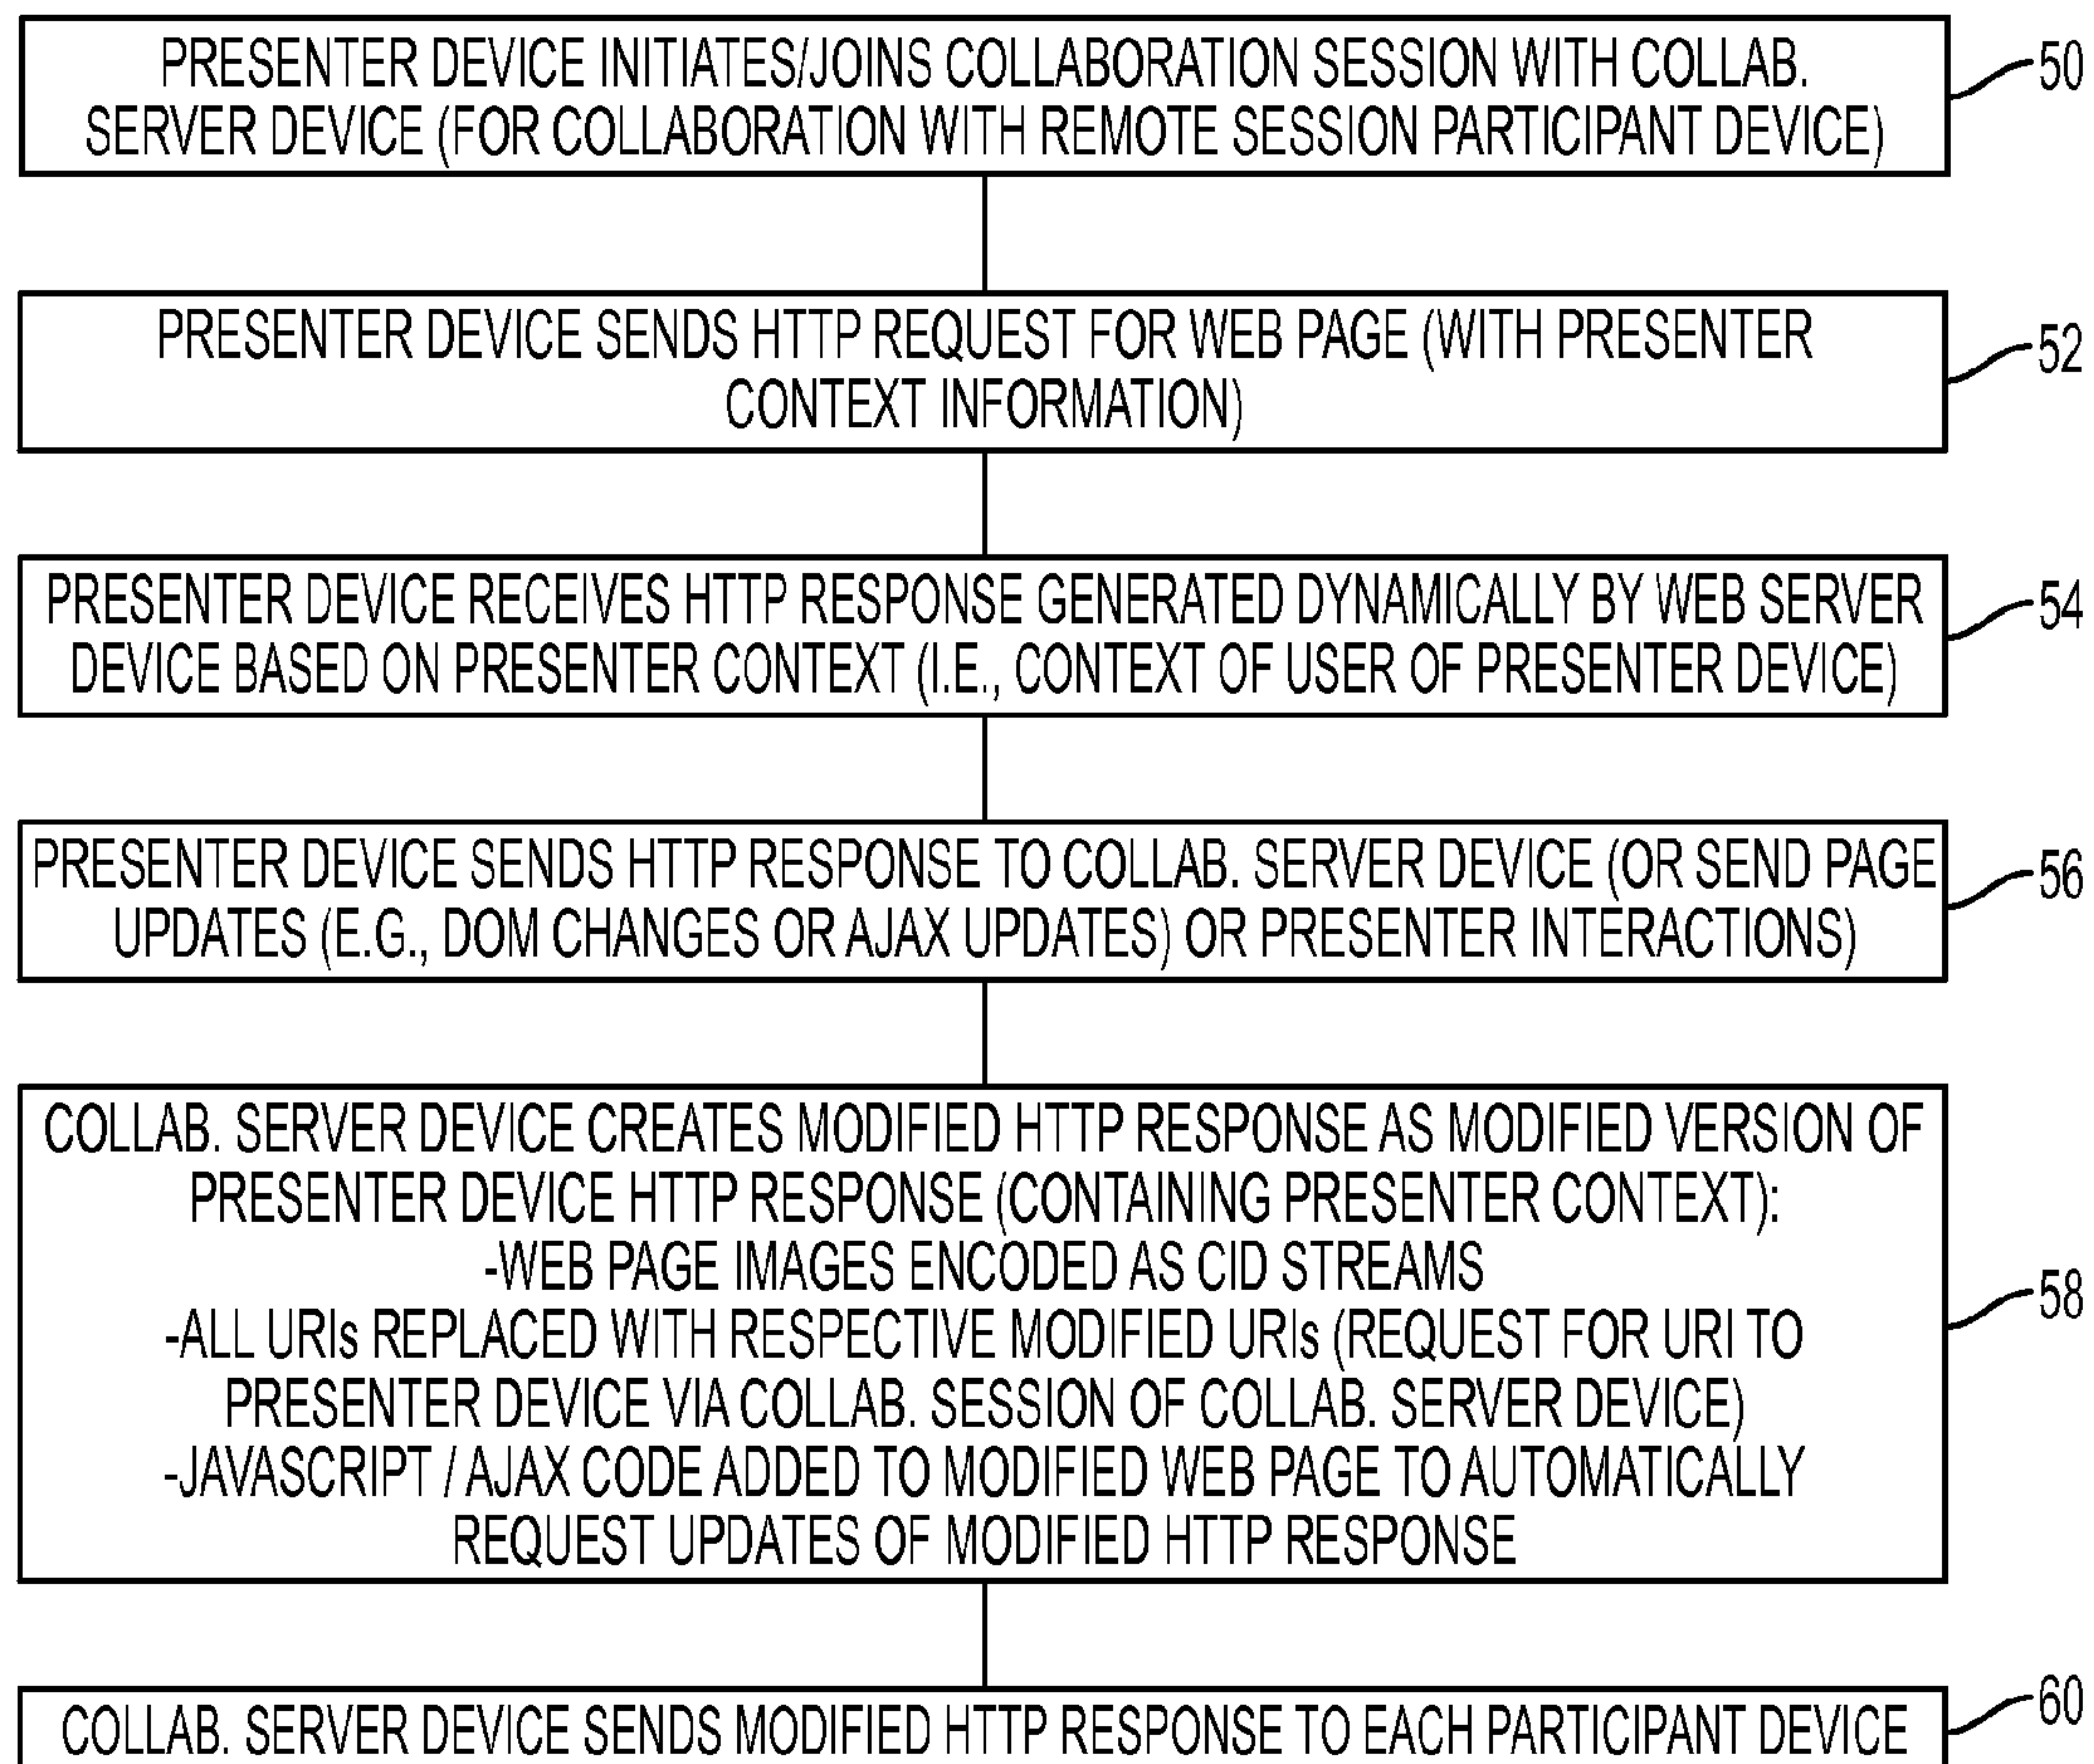 PRESENTER DEVICE INITIATES/JOINS COLLABORATION SESSION WITH COLLAB.
SERVER DEVICE (FOR COLLABORATION WITH REMOTE SESSION PARTICIPANT DEVICE)
50
PRESENTER DEVICE SENDS HTTP REQUEST FOR WEB PAGE (WITH PRESENTER
CONTEXT INFORMATION)
52
PRESENTER DEVICE RECEIVES HTTP RESPONSE GENERATED DYNAMICALLY BY WEB SERVER
DEVICE BASED ON PRESENTER CONTEXT (I.E., CONTEXT OF USER OF PRESENTER DEVICE)
54
PRESENTER DEVICE SENDS HTTP RESPONSE TO COLLAB. SERVER DEVICE (OR SEND PAGE
UPDATES (E.G., DOM CHANGES OR AJAX UPDATES) OR PRESENTER INTERACTIONS)
56
COLLAB. SERVER DEVICE CREATES MODIFIED HTTP RESPONSE AS MODIFIED VERSION OF
PRESENTER DEVICE HTTP RESPONSE (CONTAINING PRESENTER CONTEXT):
-WEB PAGE IMAGES ENCODED AS CID STREAMS
-ALL URIs REPLACED WITH RESPECTIVE MODIFIED URIs (REQUEST FOR URI TO
PRESENTER DEVICE VIA COLLAB. SESSION OF COLLAB. SERVER DEVICE)
-JAVASCRIPT / AJAX CODE ADDED TO MODIFIED WEB PAGE TO AUTOMATICALLY
REQUEST UPDATES OF MODIFIED HTTP RESPONSE
58
COLLAB. SERVER DEVICE SENDS MODIFIED HTTP RESPONSE TO EACH PARTICIPANT DEVICE
60